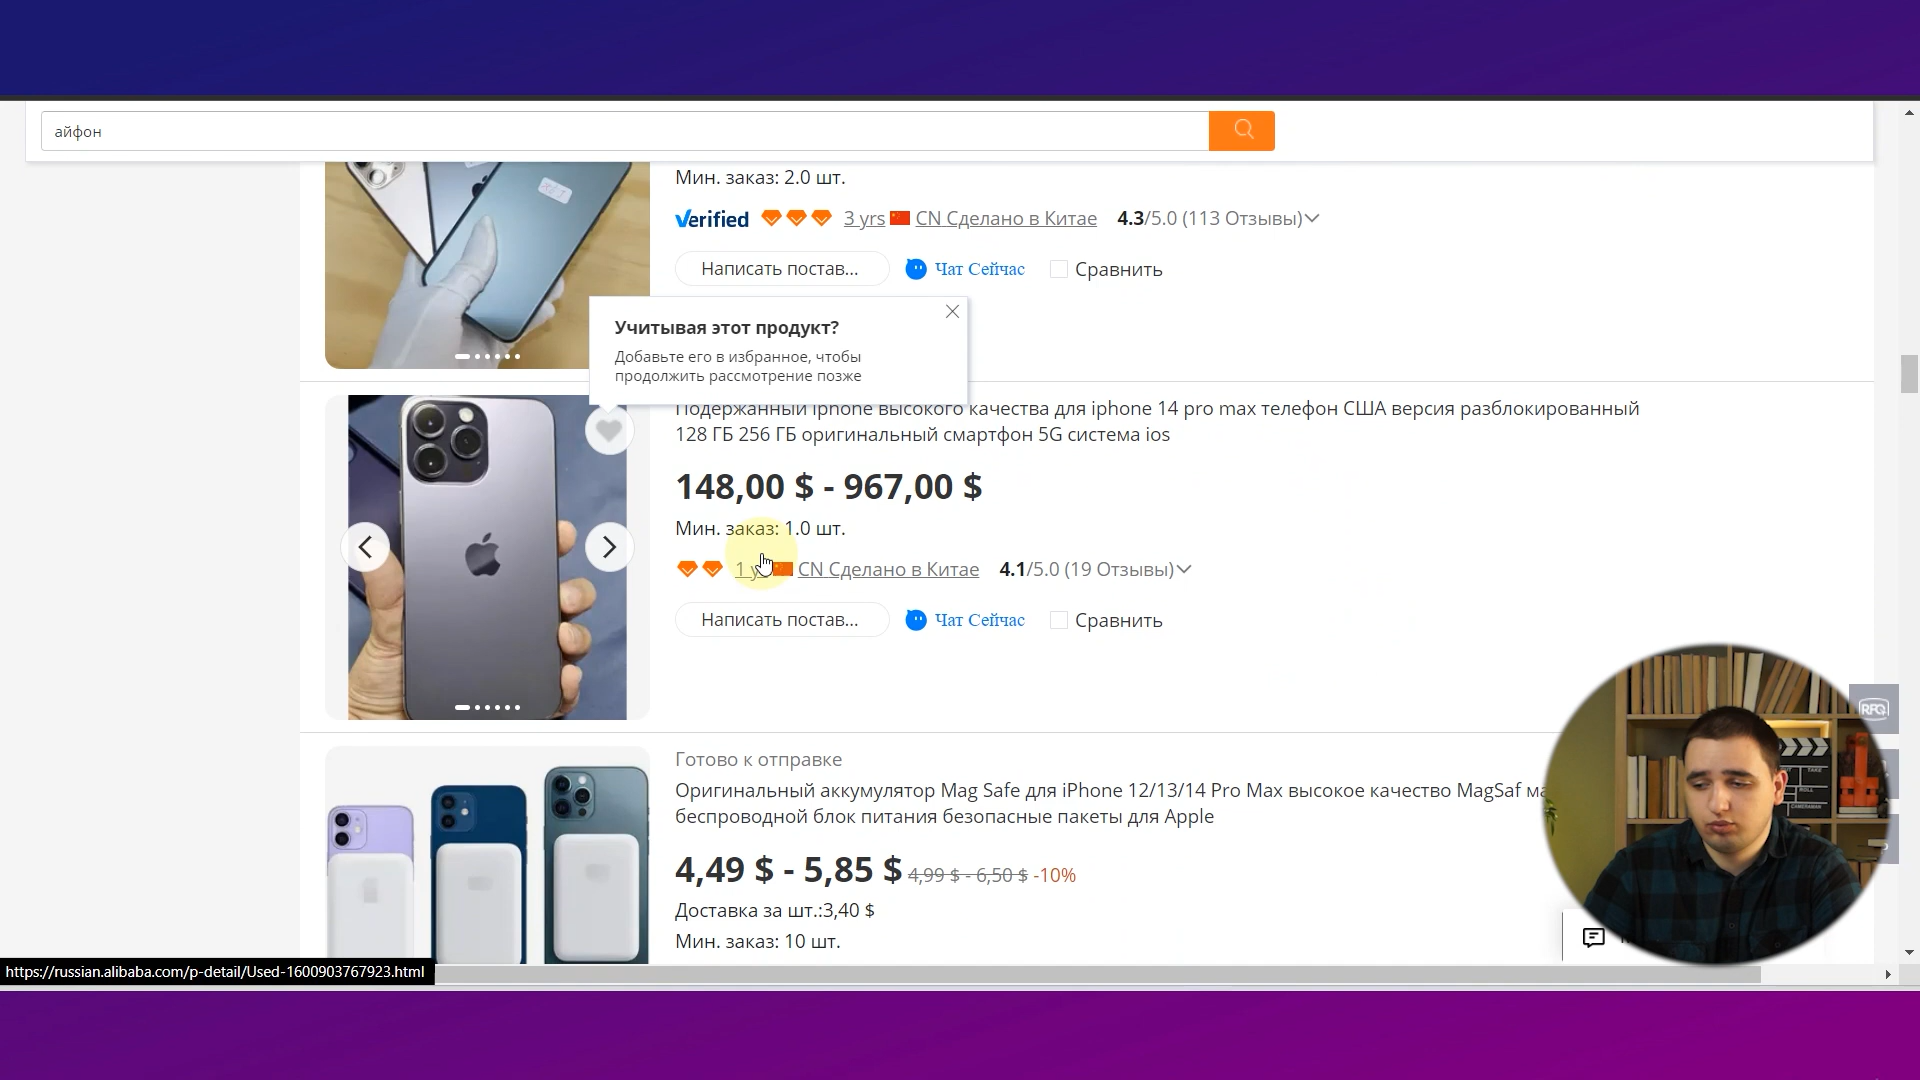 айфон
Мин. заказ: 2.0 шт.
Verified 3 yrs CN Сделано в Китае 4.3/5.0 (113 Отзывы)
Написать постав... Чат Сейчас Сравнить
Учитывая этот продукт?
Добавьте его в избранное, чтобы
продолжить рассмотрение позже
Подержанный iphone высокого качества для iphone 14 pro max телефон США версия разблокированный
128 ГБ 256 ГБ оригинальный смартфон 5G система ios
148,00 $ - 967,00 $
Мин. заказ: 1.0 шт.
1 CN Сделано в Китае 4.1/5.0 (19 Отзывы)
Написать постав... Чат Сейчас Сравнить
RFQ
Готово к отправке
Оригинальный аккумулятор Mag Safe для iPhone 12/13/14 Pro Max высокое качество MagSaf
беспроводной блок питания безопасные пакеты для Apple
4,49 $ - 5,85 $ 4,99 $ - 6,50 $ -10%
Доставка за шт.:3,40 $
Мин. заказ: 10 шт.
https://russian.alibaba.com/p-detail/Used-1600903767923.html